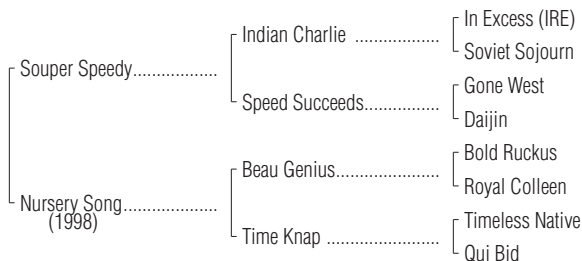 In Excess (IRE)
Indian Charlie ..................
Soviet Sojourn
Souper Speedy..................
Gone West
Speed Succeeds................
Daijin
Bold Ruckus
Beau Genius......................
Royal Colleen
Nursery Song....................
(1998)
Timeless Native
Time Knap ........................
Qui Bid